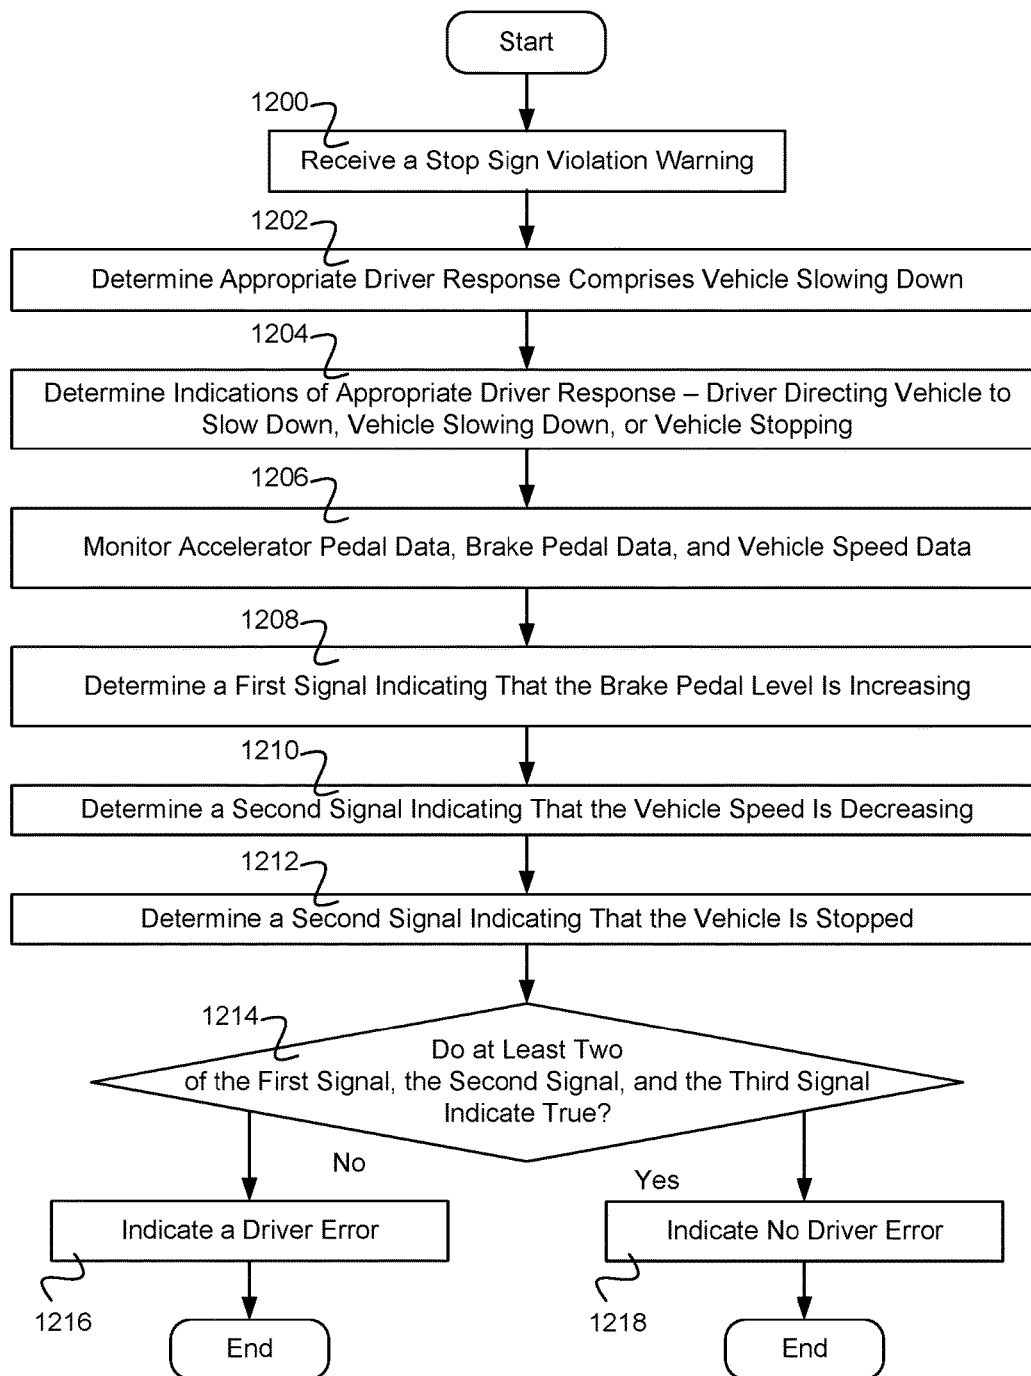 Start
1200
Receive a Stop Sign Violation Warning
1202
Determine Appropriate Driver Response Comprises Vehicle Slowing Down
1204
Determine Indications of Appropriate Driver Response – Driver Directing Vehicle to
Slow Down, Vehicle Slowing Down, or Vehicle Stopping
1206
Monitor Accelerator Pedal Data, Brake Pedal Data, and Vehicle Speed Data
1208
Determine a First Signal Indicating That the Brake Pedal Level Is Increasing
1210
Determine a Second Signal Indicating That the Vehicle Speed Is Decreasing
1212
Determine a Second Signal Indicating That the Vehicle Is Stopped
1214
Do at Least Two
of the First Signal, the Second Signal, and the Third Signal
Indicate True?
No
Yes
Indicate a Driver Error
Indicate No Driver Error
1216
1218
End
End